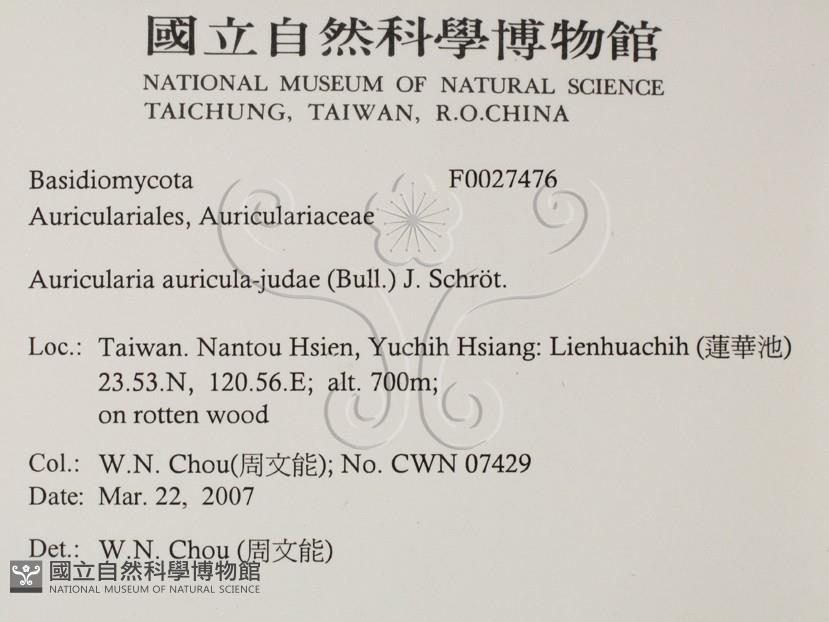 國立自然科學博物館
NATIONAL MUSEUM OF NATURAL SCIENCE
TAICHUNG, TAIWAN, R.O.CHINA
Basidiomycota F0027476
Auriculariales, Auriculariaceae
Auricularia auricula-judae (Bull.) J. Schröt.
Loc.: Taiwan. Nantou Hsien, Yuchih Hsiang: Lienhuachih (蓮華池)
23.53.N, 120.56.E; alt. 700m;
on rotten wood
Col.: W.N. Chou(周文能); No. CWN 07429
Date: Mar. 22, 2007
Det.: W.N. Chou (周文能)
國立自然科學博物館
NATIONAL MUSEUM OF NATURAL SCIENCE